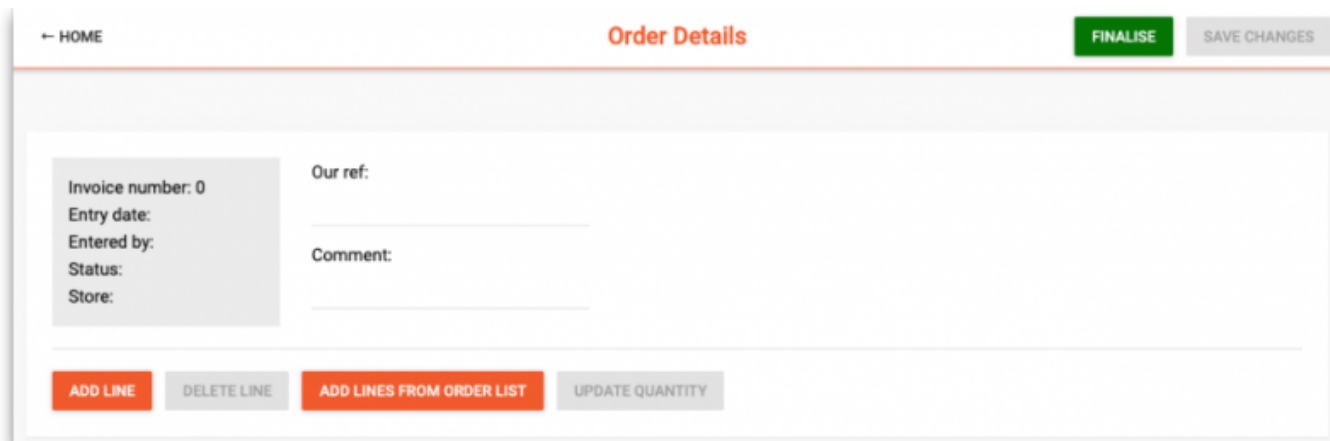 ← HOME
Order Details
FINALISE
SAVE CHANGES
Invoice number: 0
Entry date:
Entered by:
Status:
Store:
Our ref:
Comment:
ADD LINE
DELETE LINE
ADD LINES FROM ORDER LIST
UPDATE QUANTITY